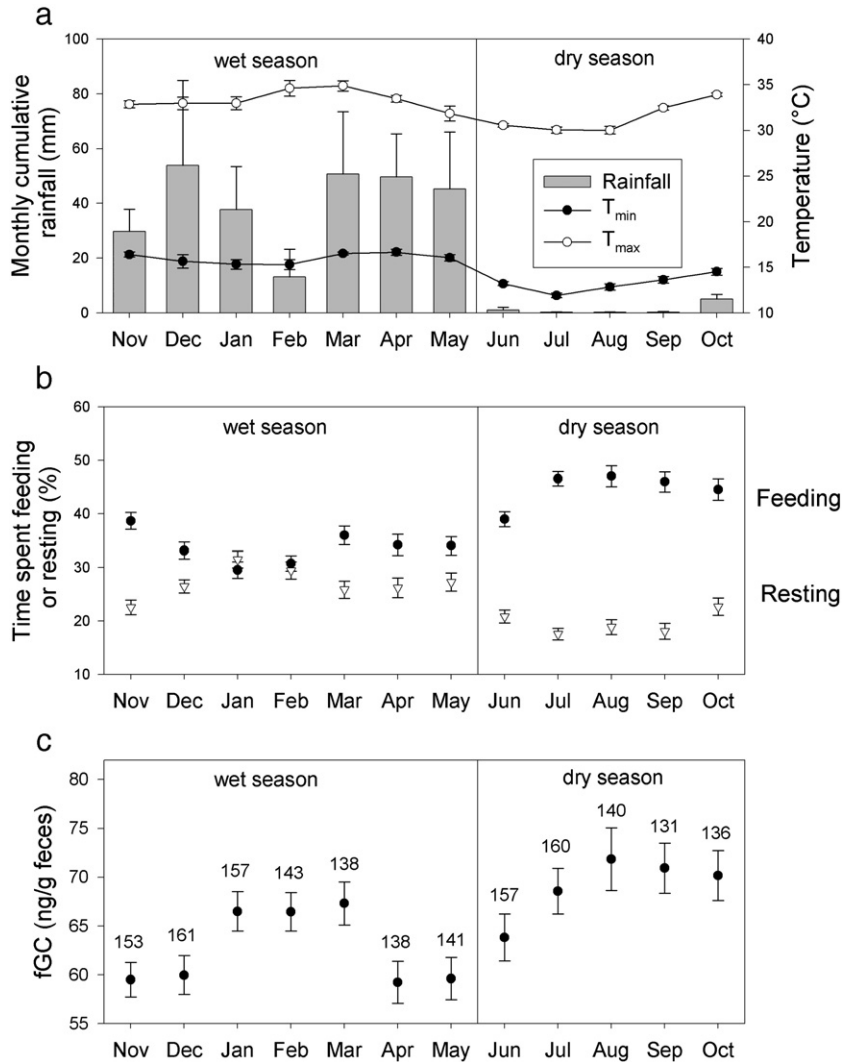 a
wet season
dry season
100
80
60
40
20
0
Monthly cumulative
rainfall (mm)
40
35
30
25
20
15
10
Temperature (°C)
Rainfall
Tmin
Tmax
Nov Dec Jan Feb Mar Apr May Jun Jul Aug Sep Oct
b
wet season
dry season
60
50
40
30
20
10
Time spent feeding
or resting (%)
Feeding
Resting
Nov Dec Jan Feb Mar Apr May Jun Jul Aug Sep Oct
c
wet season
dry season
80
75
70
65
60
55
fGC (ng/g feces)
153 161 157 143 138 138 141 157 160 140 131 136
Nov Dec Jan Feb Mar Apr May Jun Jul Aug Sep Oct